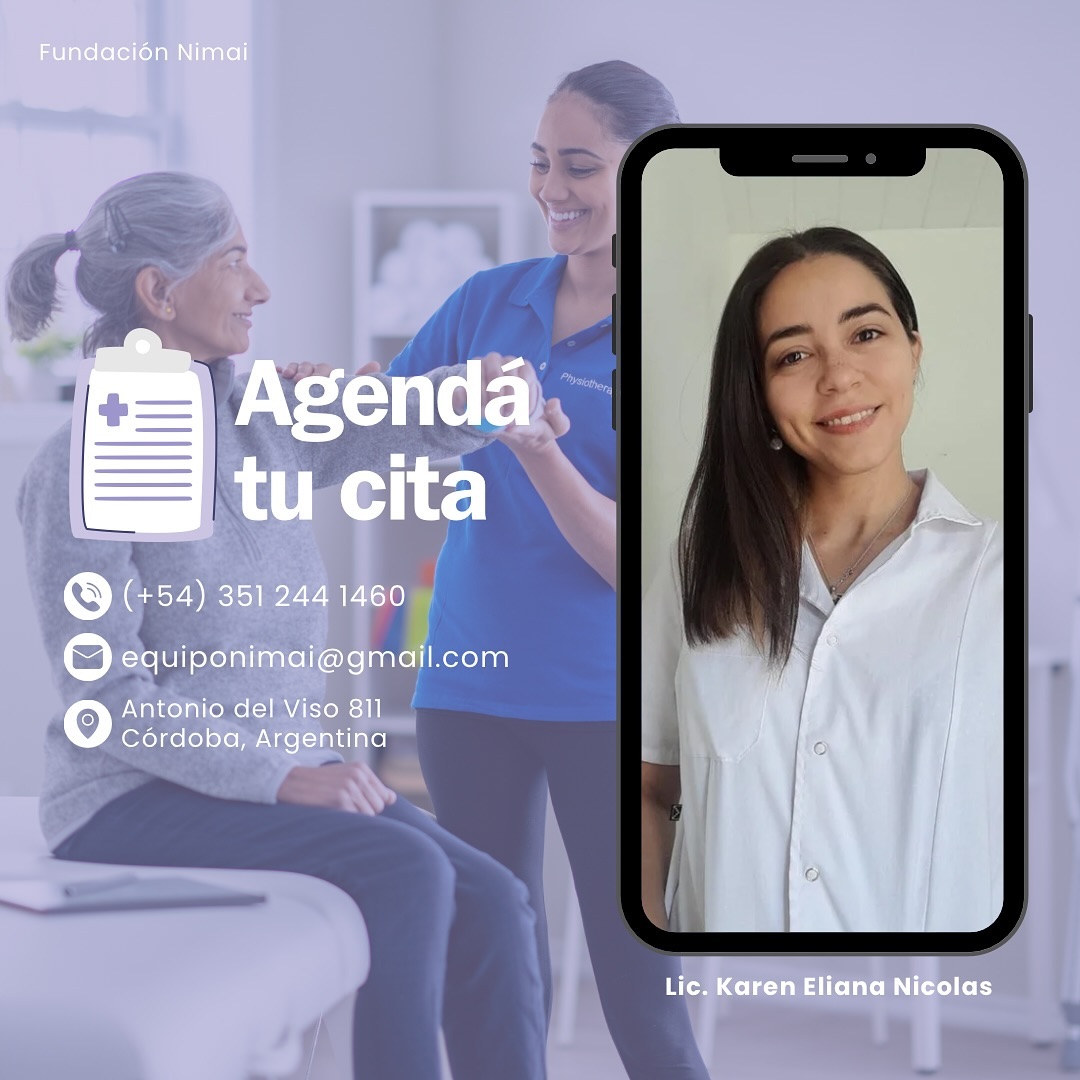 Fundación Nimai
Agendá
tu cita
(+54) 351 244 1460
equiponimai@gmail.com
Antonio del Viso 811
Córdoba, Argentina
Lic. Karen Eliana Nicolas